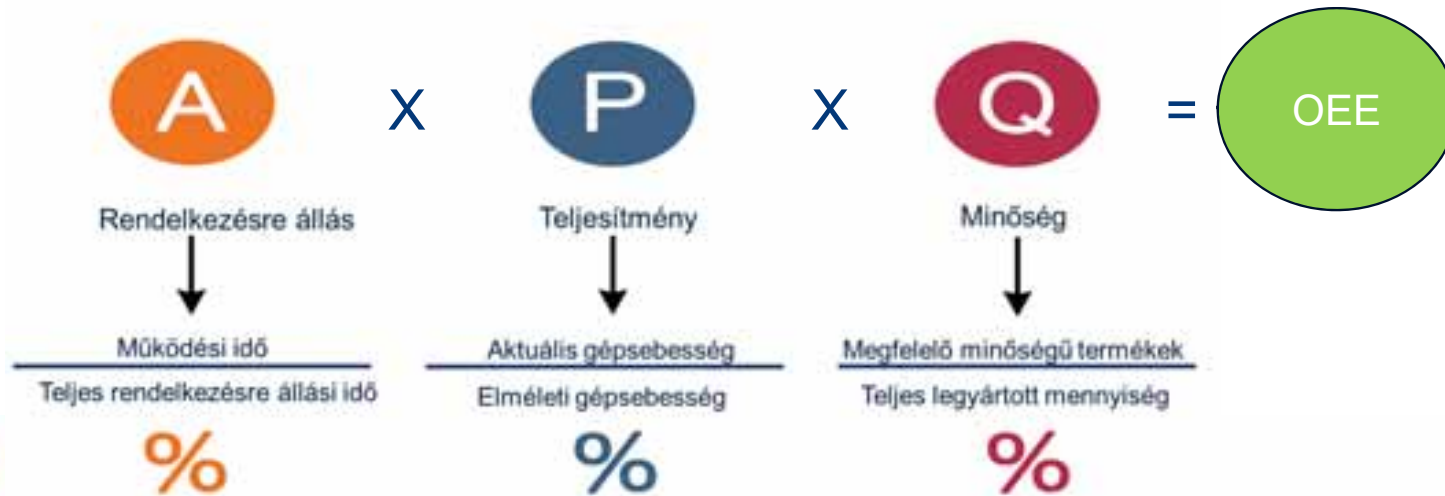 A X P X Q = OEE
Rendelkezésre állás
Teljesítmény
Minőség
Működési idő
Aktuális gépsebesség
Megfelelő minőségű termékek
Teljes rendelkezésre állási idő
Elméleti gépsebesség
Teljes legyártott mennyiség
% % %